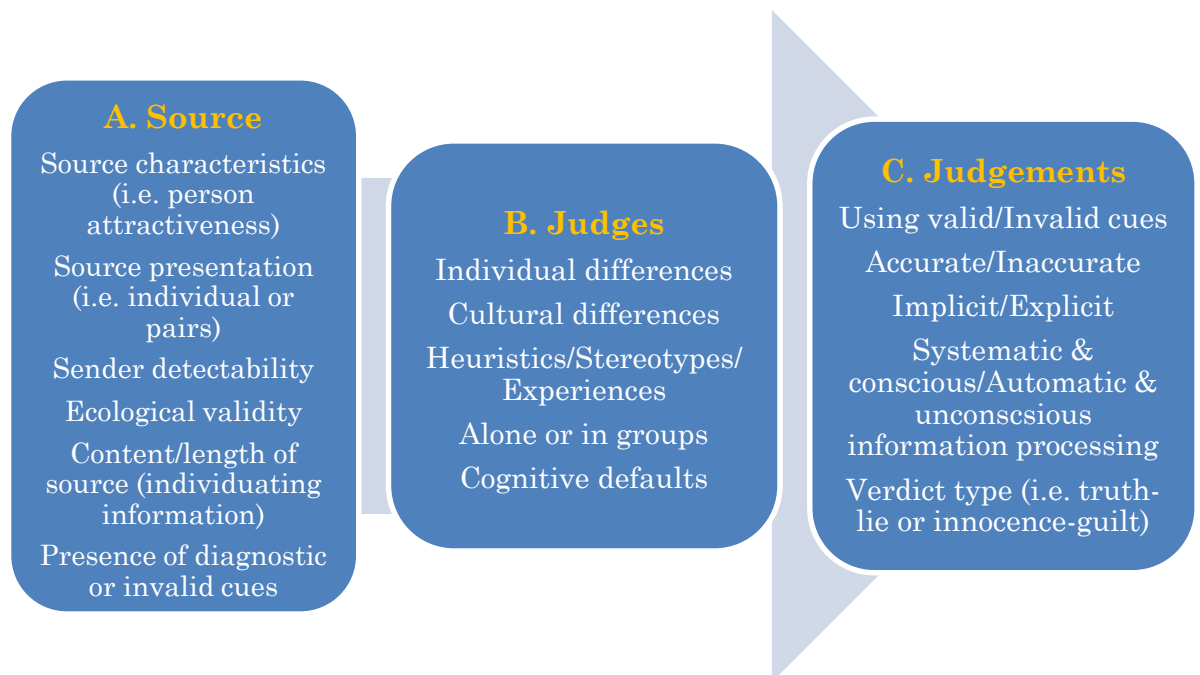 A. Source
Source characteristics
(i.e. person
attractiveness)
Source presentation
(i.e. individual or
pairs)
Sender detectability
Ecological validity
Content/length of
source (individuating
information)
Presence of diagnostic
or invalid cues
B. Judges
Individual differences
Cultural differences
Heuristics/Stereotypes/
Experiences
Alone or in groups
Cognitive defaults
C. Judgements
Using valid/Invalid cues
Accurate/Inaccurate
Implicit/Explicit
Systematic &
conscious/Automatic &
unconscsious
information processing
Verdict type (i.e. truth-
lie or innocence-guilt)